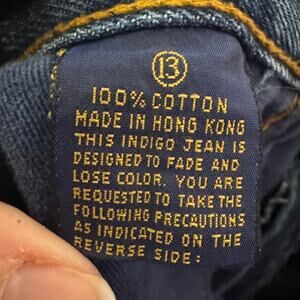 13
100% COTTON
MADE IN HONG KONG
THIS INDIGO JEAN IS
DESIGNED TO FADE AND
LOSE COLOR. YOU ARE
REQUESTED TO TAKE THE
FOLLOWING PRECAUTIONS
AS INDICATED ON THE
REVERSE SIDE: